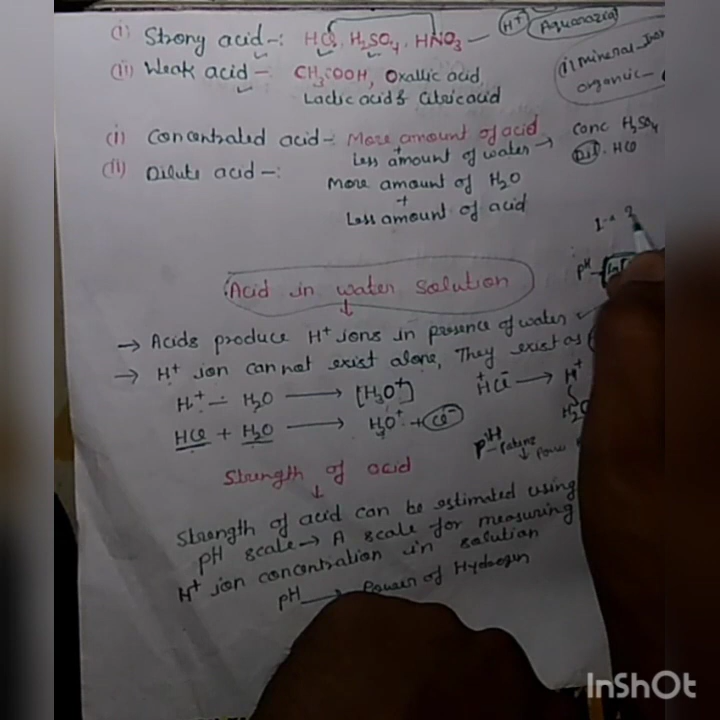 (i) Strong acid -: HCl, H₂SO₄, HNO₃ — H⁺
(ii) Weak acid - CH₃COOH, Oxallic acid
Lactic acid & Citric acid
(i) mineral
organic -
(i) Concentrated acid -: More amount of acid
+
Less amount of water → Conc H₂SO₄
Dil. HCl
(ii) Dilute acid -: More amount of H₂O
+
Less amount of acid
Acid in water Solution
→ Acids produce H⁺ ions in presence of water
→ H⁺ ion can not exist alone, They exist as
H⁺ — H₂O ⟶ [H₃O⁺]
HCl ⟶ H⁺
H₂O
HCl + H₂O ⟶ H₃O⁺ + Cl⁻
pH
Strength of acid
Strength of acid can be estimated using
pH scale → A scale for measuring
H⁺ ion concentration in solution
pH ⟶ Power of Hydrogen
InShOt